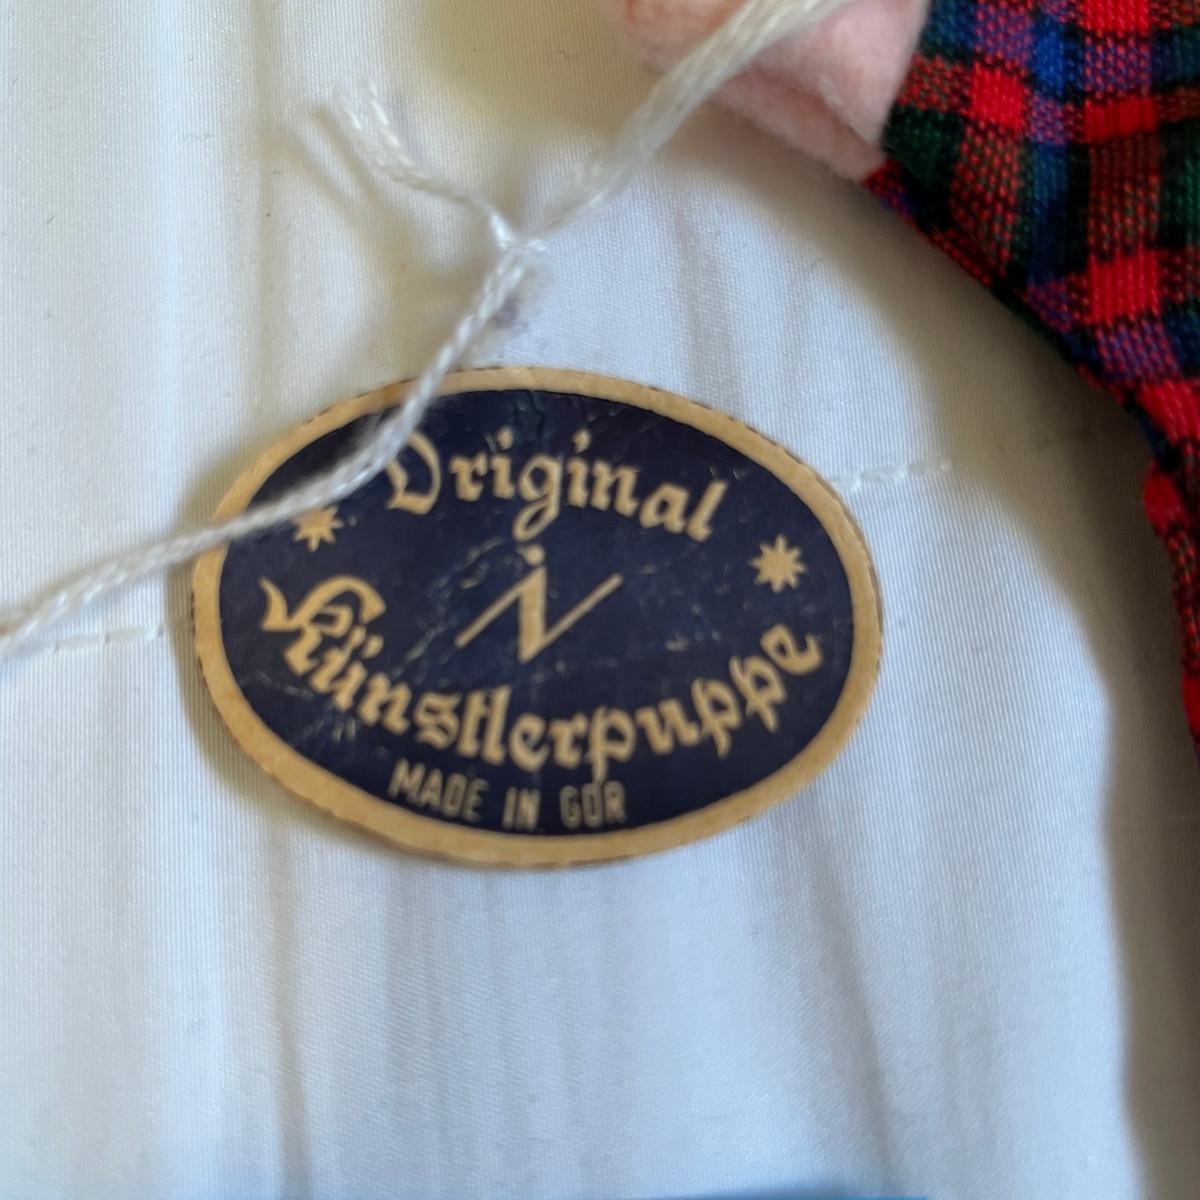 Original
Künstlerpuppe
MADE IN GDR